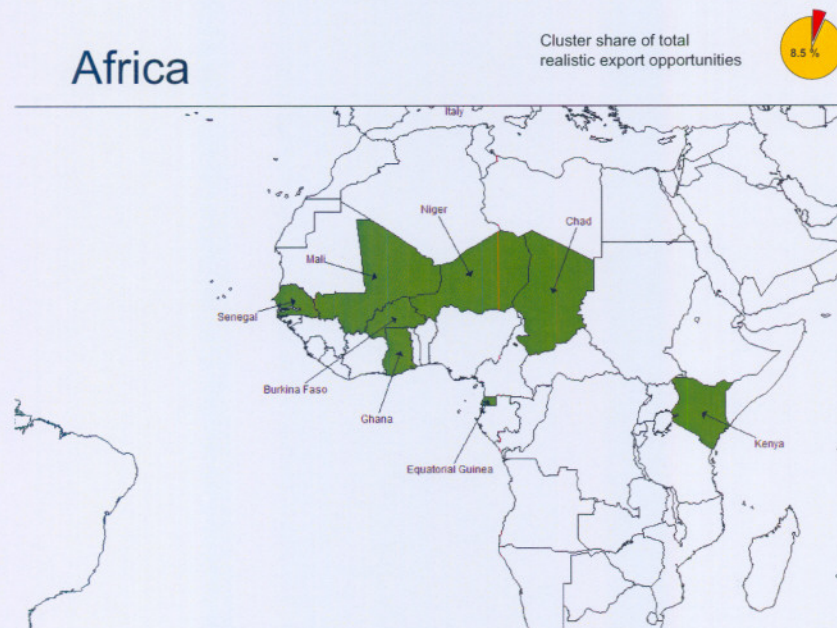 Africa
Cluster share of total
realistic export opportunities
8.5 %
Italy
Niger
Chad
Mali
Senegal
Burkina Faso
Ghana
Equatorial Guinea
Kenya